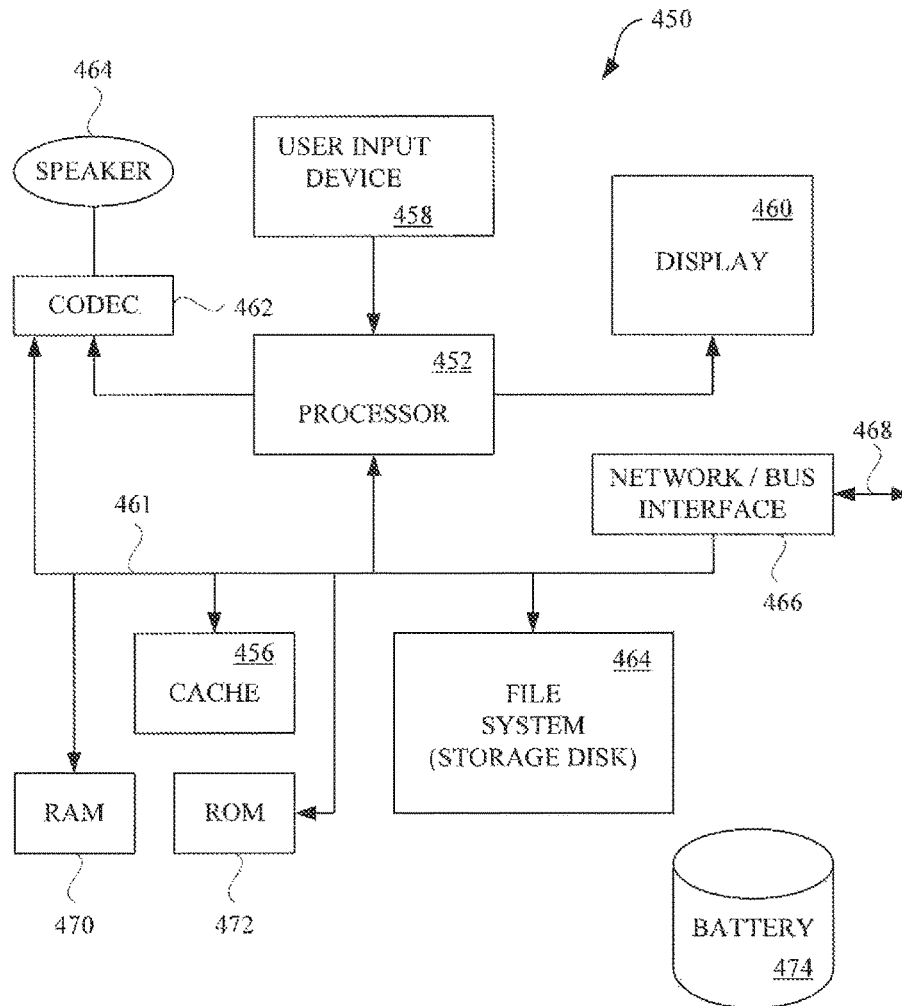 450
464
SPEAKER
USER INPUT
DEVICE
458
460
DISPLAY
CODEC
462
452
PROCESSOR
468
NETWORK / BUS
INTERFACE
466
461
456
CACHE
464
FILE
SYSTEM
(STORAGE DISK)
RAM
ROM
470
472
BATTERY
474